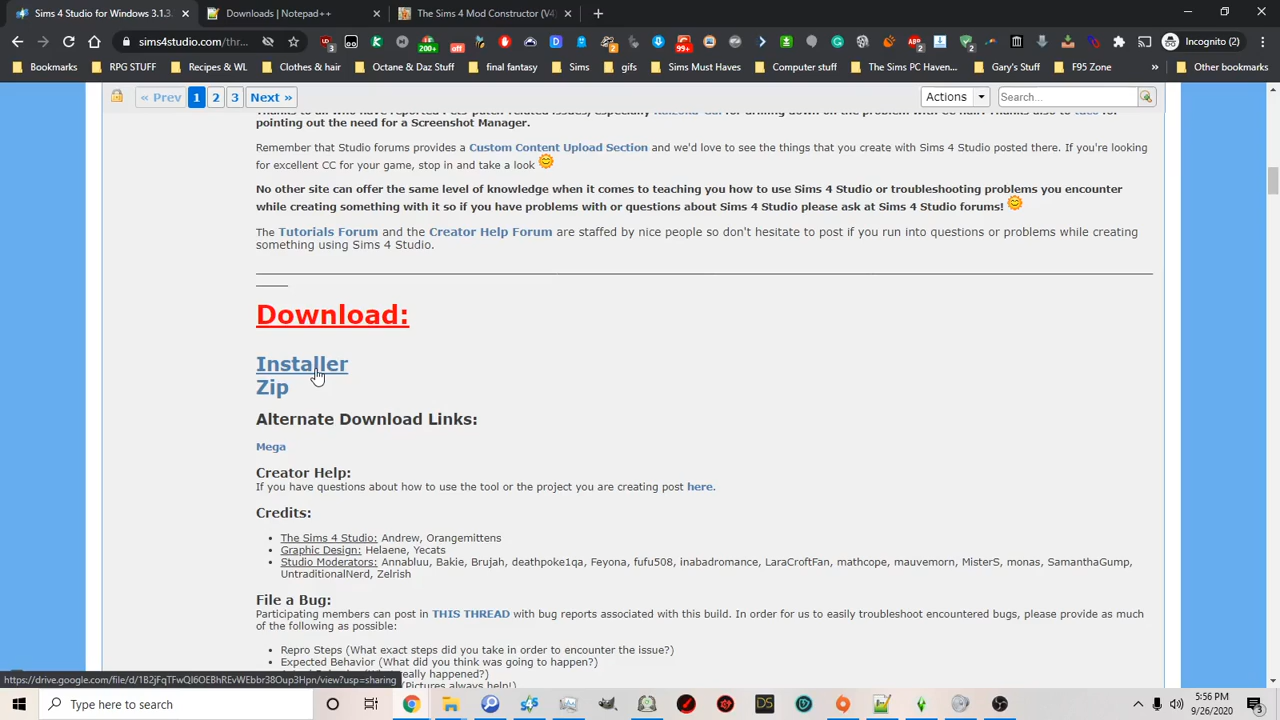 Sims 4 Studio for Windows 3.1.3.
Downloads | Notepad++
The Sims 4 Mod Constructor (V4)
sims4studio.com/thr...
Incognito (2)
Bookmarks
RPG STUFF
Recipes & WL
Clothes & hair
Octane & Daz Stuff
final fantasy
Sims
gifs
Sims Must Haves
Computer stuff
The Sims PC Haven...
Gary's Stuff
F95 Zone
»
Other bookmarks
« Prev 1 2 3 Next »
Actions
Search...
pointing out the need for a Screenshot Manager.
Remember that Studio forums provides a Custom Content Upload Section and we'd love to see the things that you create with Sims 4 Studio posted there. If you're looking
for excellent CC for your game, stop in and take a look
No other site can offer the same level of knowledge when it comes to teaching you how to use Sims 4 Studio or troubleshooting problems you encounter
while creating something with it so if you have problems with or questions about Sims 4 Studio please ask at Sims 4 Studio forums!
The Tutorials Forum and the Creator Help Forum are staffed by nice people so don't hesitate to post if you run into questions or problems while creating
something using Sims 4 Studio.
Download:
Installer
Zip
Alternate Download Links:
Mega
Creator Help:
If you have questions about how to use the tool or the project you are creating post here.
Credits:
The Sims 4 Studio: Andrew, Orangemittens
Graphic Design: Helaene, Yecats
Studio Moderators: Annabluu, Bakie, Brujah, deathpoke1qa, Feyona, fufu508, inabadromance, LaraCroftFan, mathcope, mauvemorn, MisterS, monas, SamanthaGump,
UntraditionalNerd, Zelrish
File a Bug:
Participating members can post in THIS THREAD with bug reports associated with this build. In order for us to easily troubleshoot encountered bugs, please provide as much
of the following as possible:
Repro Steps (What exact steps did you take in order to encounter the issue?)
Expected Behavior (What did you think was going to happen?)
really happened?)
(Pictures always help!)
https://drive.google.com/file/d/1B2jFqTFwQI6OEBhREvWEbbr38Oup3Hpn/view?usp=sharing
Type here to search
5:56 PM
9/26/2020